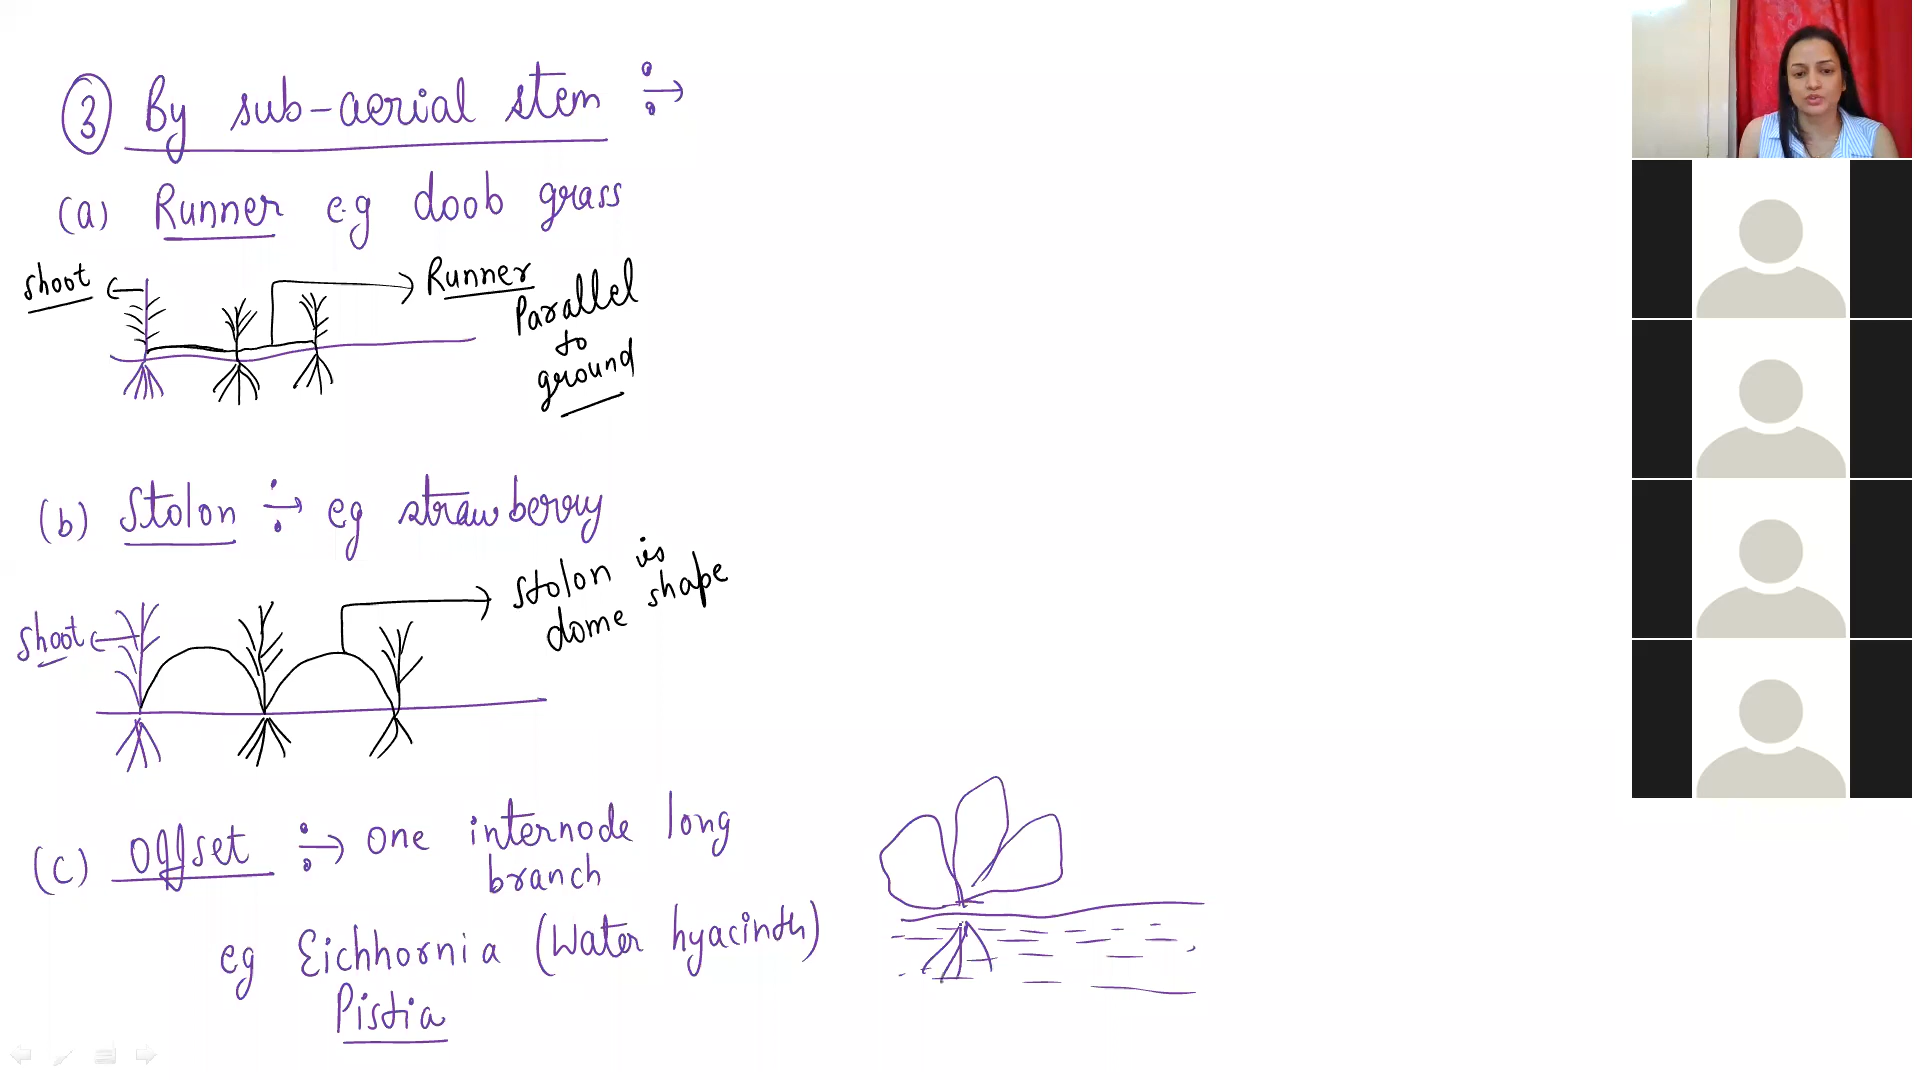 ③ By sub-aerial stem ÷→
(a) Runner e.g doob grass
shoot
Runner
Parallel
to
ground
(b) Stolon ÷→ eg strawberry
Stolon is
dome shape
shoot
(c) Offset ÷→ one internode long
branch
eg Eichhornia (Water hyacinth)
Pistia